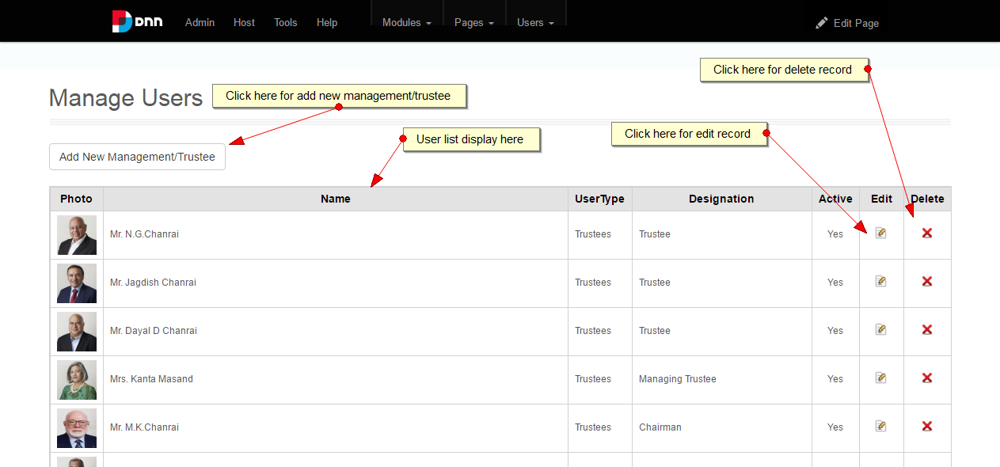 DNN Admin Host Tools Help Modules Pages Users Edit Page
Click here for delete record
Manage Users Click here for add new management/trustee
User list display here Click here for edit record
Add New Management/Trustee
Photo Name UserType Designation Active Edit Delete
Mr. N.G.Chanrai Trustees Trustee Yes
Mr. Jagdish Chanrai Trustees Trustee Yes
Mr. Dayal D Chanrai Trustees Trustee Yes
Mrs. Kanta Masand Trustees Managing Trustee Yes
Mr. M.K.Chanrai Trustees Chairman Yes